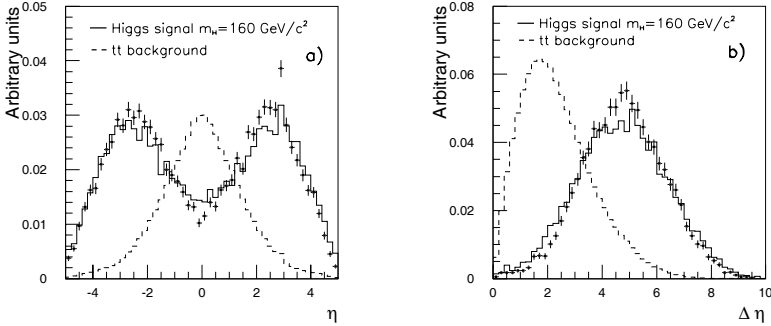 Arbitrary units
0.05
0.04
0.03
0.02
0.01
0
-4 -2 0 2 4
η
Higgs signal m_H=160 GeV/c²
tt background
a)
Arbitrary units
0.08
0.06
0.04
0.02
0
0 2 4 6 8 10
Δ η
Higgs signal m_H=160 GeV/c²
tt background
b)